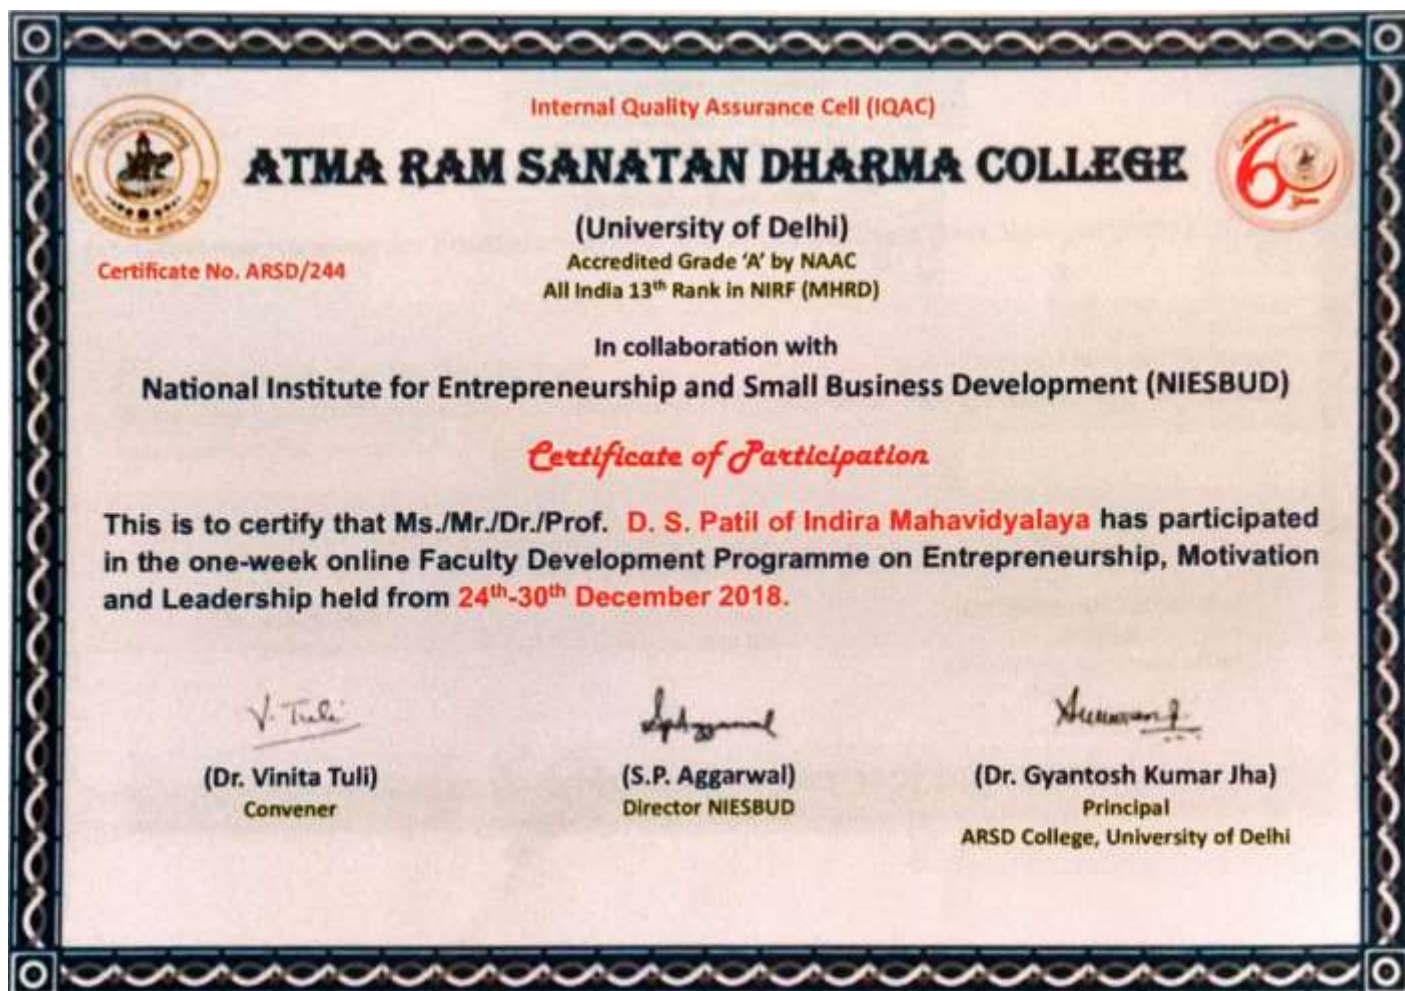 Internal Quality Assurance Cell (IQAC)
ATMA RAM SANATAN DHARMA COLLEGE
60
(University of Delhi)
Accredited Grade ‘A’ by NAAC
Certificate No. ARSD/244
All India 13th Rank in NIRF (MHRD)
In collaboration with
National Institute for Entrepreneurship and Small Business Development (NIESBUD)
Certificate of Participation
This is to certify that Ms./Mr./Dr./Prof. D. S. Patil of Indira Mahavidyalaya has participated
in the one-week online Faculty Development Programme on Entrepreneurship, Motivation
and Leadership held from 24th-30th December 2018.
V. Tuli
(Dr. Vinita Tuli)
Convener
(S.P. Aggarwal)
Director NIESBUD
(Dr. Gyantosh Kumar Jha)
Principal
ARSD College, University of Delhi